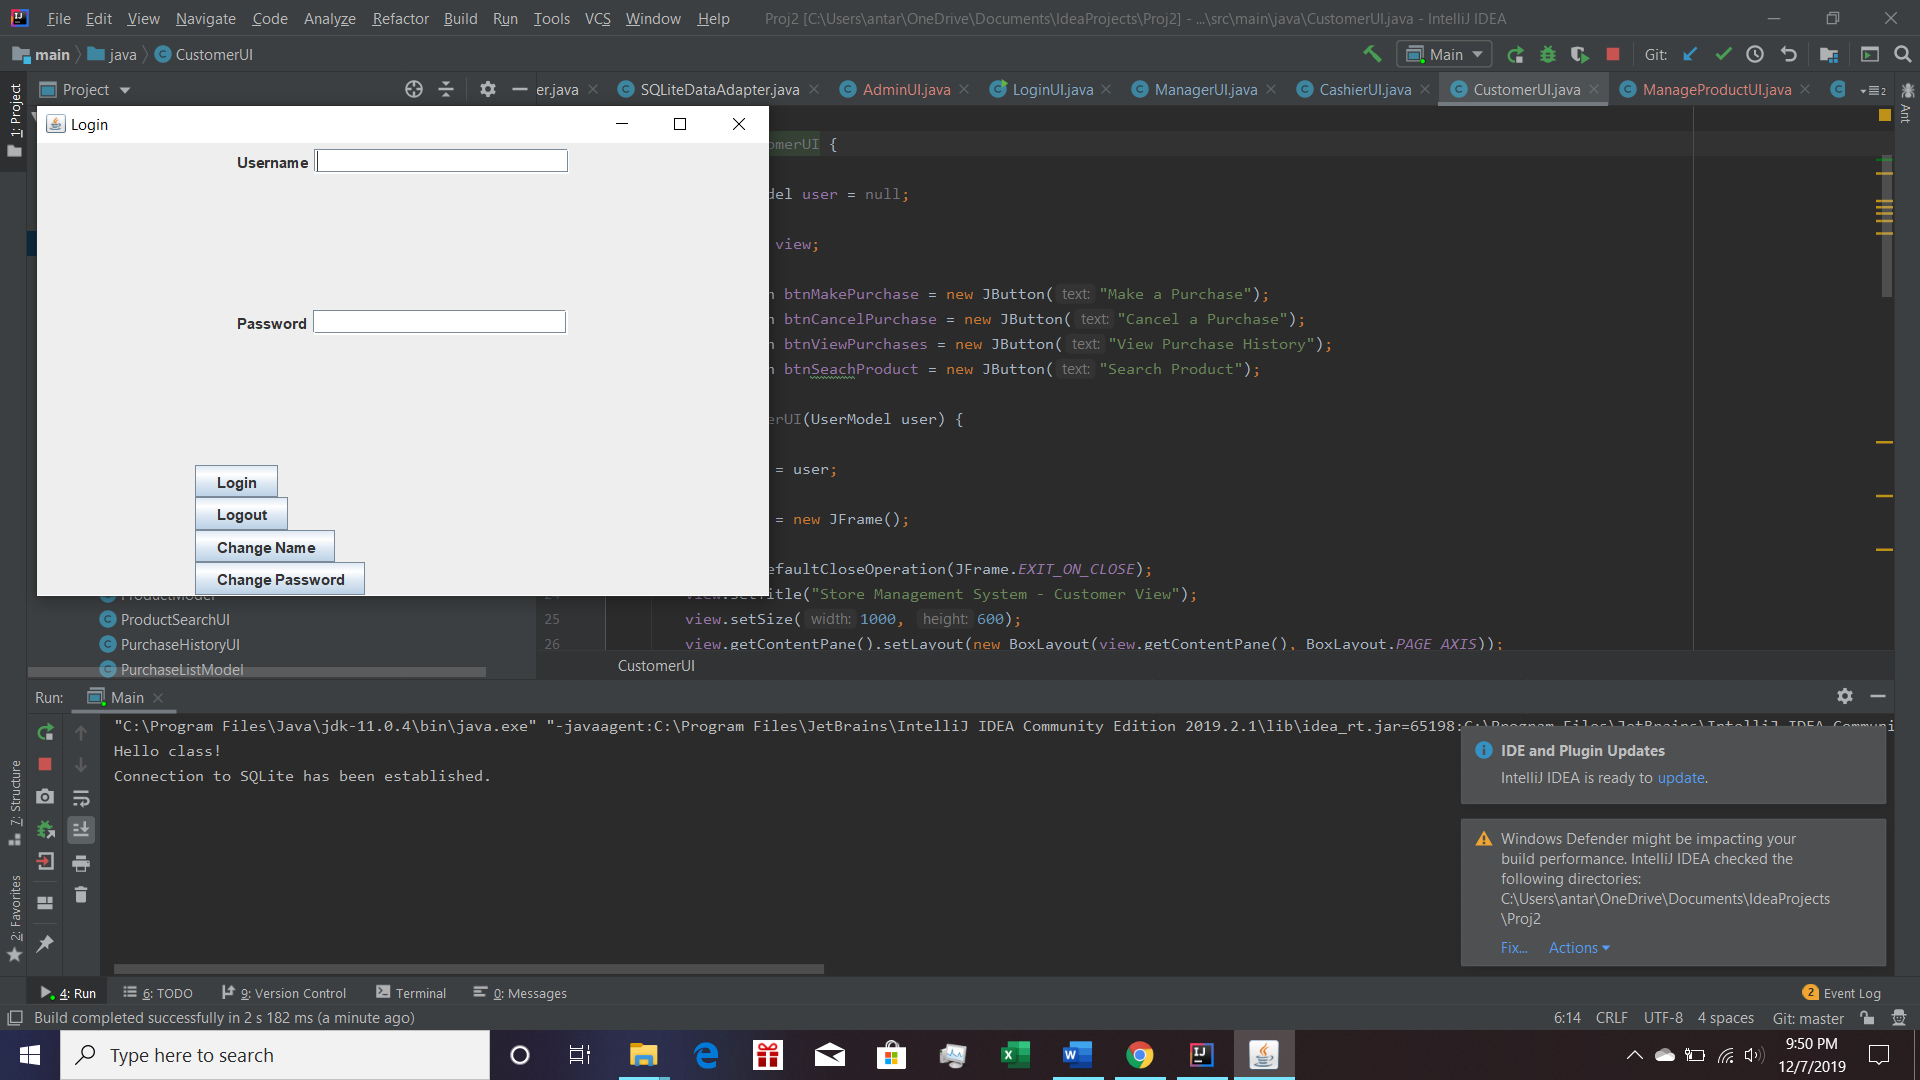 File Edit View Navigate Code Analyze Refactor Build Run Tools VCS Window Help Proj2 [C:\Users\antar\OneDrive\Documents\IdeaProjects\Proj2] - ...\src\main\java\CustomerUI.java - IntelliJ IDEA
main java CustomerUI Main Git:
Project er.java SQLiteDataAdapter.java AdminUI.java LoginUI.java ManagerUI.java CashierUI.java CustomerUI.java ManageProductUI.java 2
1: Project
Ant
Login
Username
Password
Login
Logout
Change Name
Change Password
omerUI {
del user = null;
view;
n btnMakePurchase = new JButton( text: "Make a Purchase");
n btnCancelPurchase = new JButton( text: "Cancel a Purchase");
n btnViewPurchases = new JButton( text: "View Purchase History");
n btnSeachProduct = new JButton( text: "Search Product");
erUI(UserModel user) {
= user;
= new JFrame();
efaultCloseOperation(JFrame.EXIT_ON_CLOSE);
view.setTitle("Store Management System - Customer View");
25 view.setSize( width: 1000, height: 600);
26 view.getContentPane().setLayout(new BoxLayout(view.getContentPane(), BoxLayout.PAGE_AXIS));
ProductModel
ProductSearchUI
PurchaseHistoryUI
PurchaseListModel
CustomerUI
Run: Main
"C:\Program Files\Java\jdk-11.0.4\bin\java.exe" "-javaagent:C:\Program Files\JetBrains\IntelliJ IDEA Community Edition 2019.2.1\lib\idea_rt.jar=65198:C:\Program Files\JetBrains\IntelliJ IDEA Communi
Hello class!
Connection to SQLite has been established.
7: Structure
2: Favorites
IDE and Plugin Updates
IntelliJ IDEA is ready to update.
Windows Defender might be impacting your
build performance. IntelliJ IDEA checked the
following directories:
C:\Users\antar\OneDrive\Documents\IdeaProjects
\Proj2
Fix... Actions
4: Run 6: TODO 9: Version Control Terminal 0: Messages 2 Event Log
Build completed successfully in 2 s 182 ms (a minute ago) 6:14 CRLF UTF-8 4 spaces Git: master
Type here to search
9:50 PM
12/7/2019